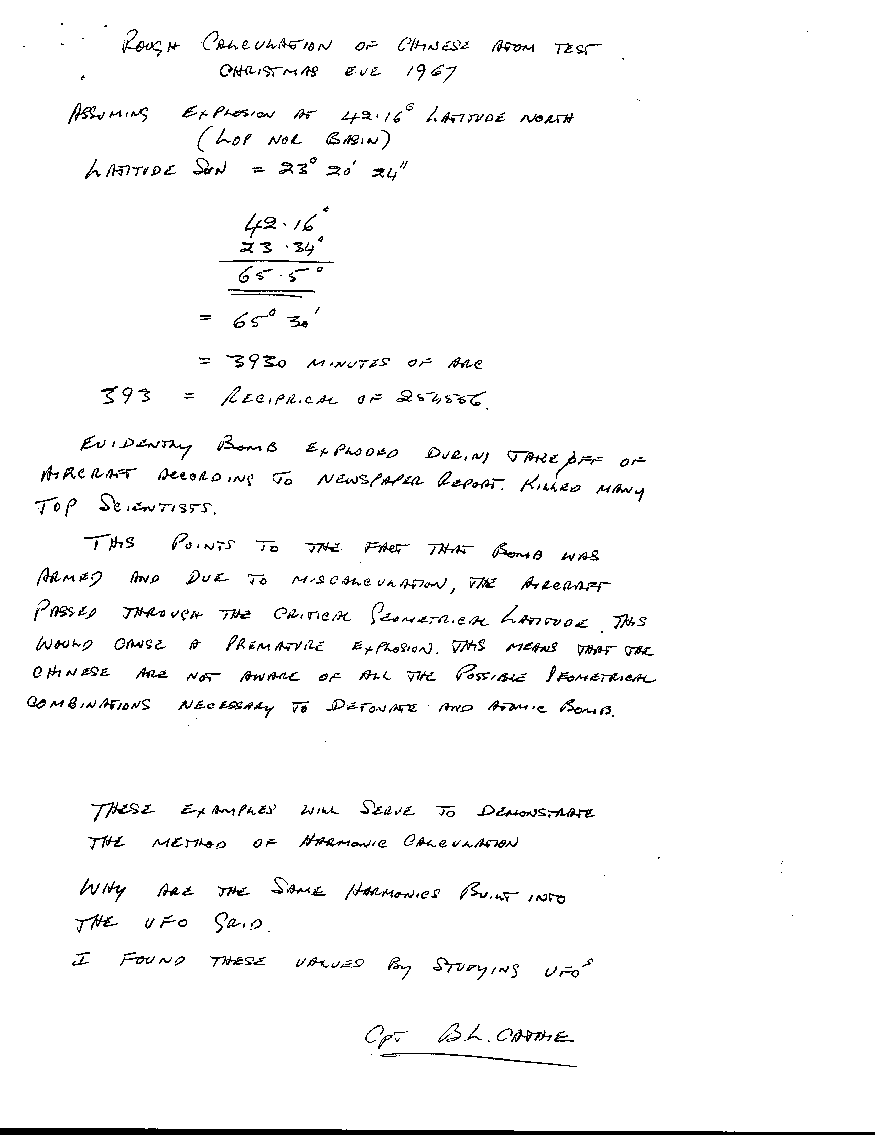 ROUGH CALCULATION OF CHINESE ATOM TEST
CHRISTMAS EVE 1967
ASSUMING EXPLOSION AT 42.16° LATITUDE NORTH
(LOP NOR BASIN)
LATITUDE SUN = 23° 20' 24"
42.16°
23.34°
65.5°
= 65° 30'
= 3930 MINUTES OF ARC
393 = RECIPRICAL OF 254556.
EVIDENTLY BOMB EXPLODED DURING TAKE OFF OF
AIRCRAFT ACCORDING TO NEWSPAPER REPORT. KILLED MANY
TOP SCIENTISTS.
THIS POINTS TO THE FACT THAT BOMB WAS
ARMED AND DUE TO MISCALCULATION, THE AIRCRAFT
PASSED THROUGH THE CRITICAL GEOMETRICAL LATITUDE. THIS
WOULD CAUSE A PREMATURE EXPLOSION. THIS MEANS THAT THE
CHINESE ARE NOT AWARE OF ALL THE POSSIBLE GEOMETRICAL
COMBINATIONS NECESSARY TO DETONATE AND ATOMIC BOMB.
THESE EXAMPLES WILL SERVE TO DEMONSTRATE
THE METHOD OF HARMONIC CALCULATION
WHY ARE THE SAME HARMONICS BUILT INTO
THE UFO GRID.
I FOUND THESE VALUES BY STUDYING UFOs
CPT B.L. CATHIE